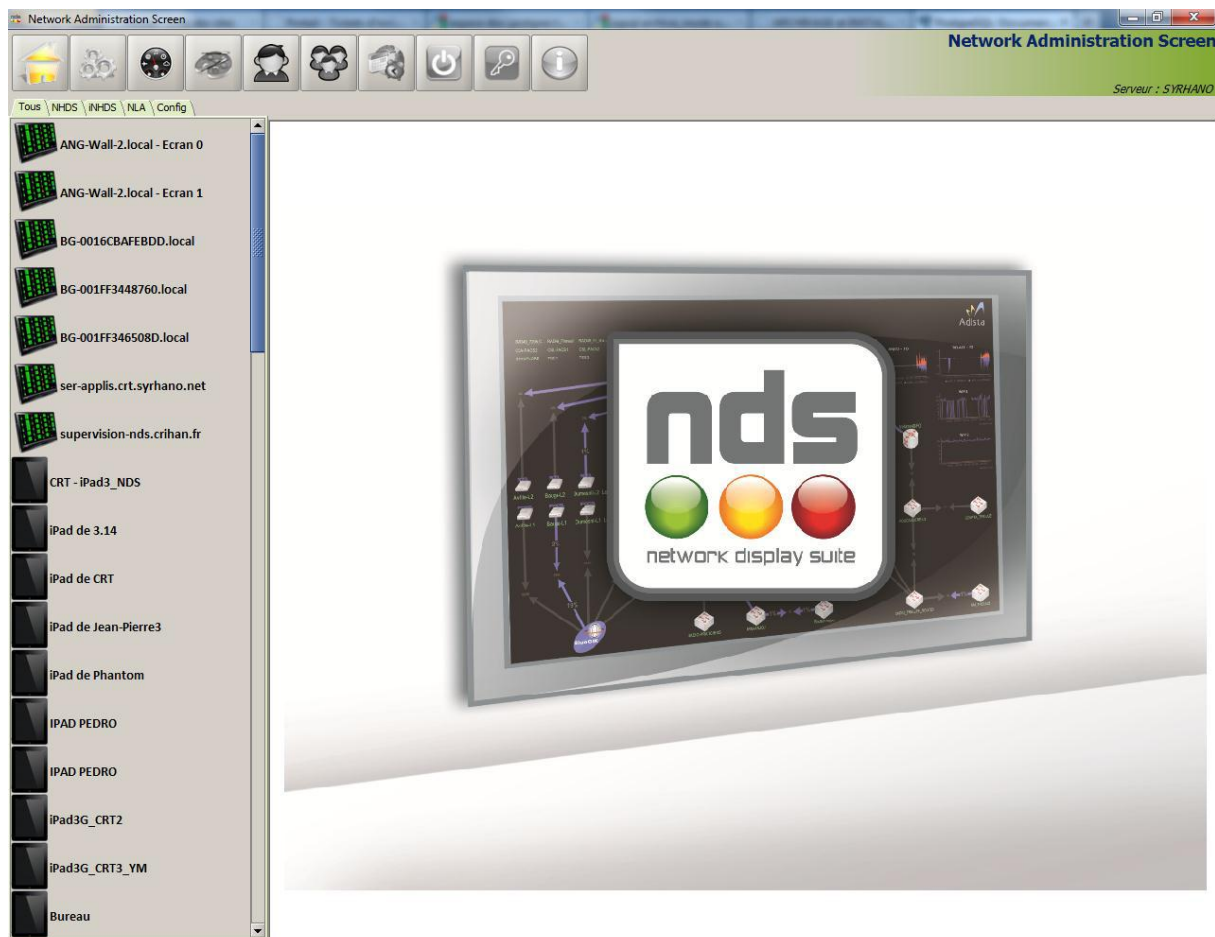 Network Administration Screen
Network Administration Screen
Serveur : SYRHANO
Tous
NHDS
iNHDS
NLA
Config
ANG-Wall-2.local - Ecran 0
ANG-Wall-2.local - Ecran 1
BG-0016CBAFEBDD.local
BG-001FF3448760.local
BG-001FF346508D.local
ser-applis.crt.syrhano.net
supervision-nds.crihan.fr
CRT - iPad3_NDS
iPad de 3.14
iPad de CRT
iPad de Jean-Pierre3
iPad de Phantom
IPAD PEDRO
IPAD PEDRO
iPad3G_CRT2
iPad3G_CRT3_YM
Bureau
Adista
nds
network display suite
15%